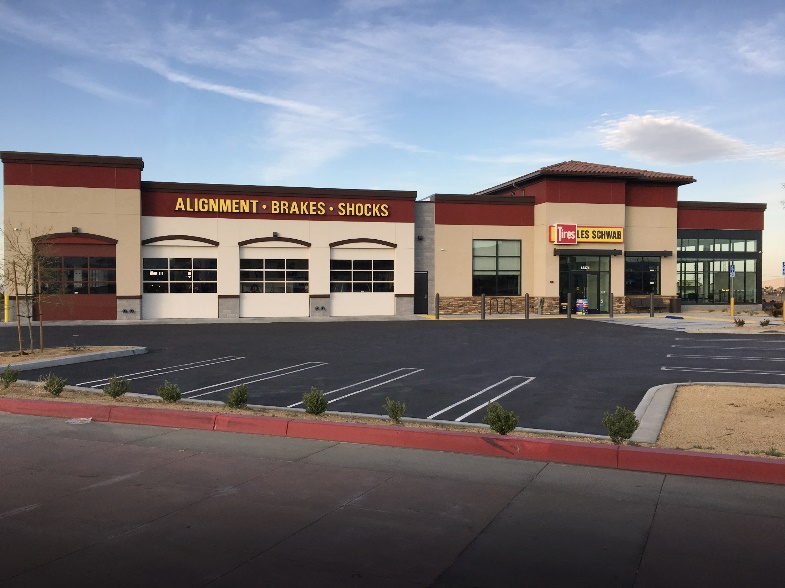 ALIGNMENT • BRAKES • SHOCKS
Tires LES SCHWAB